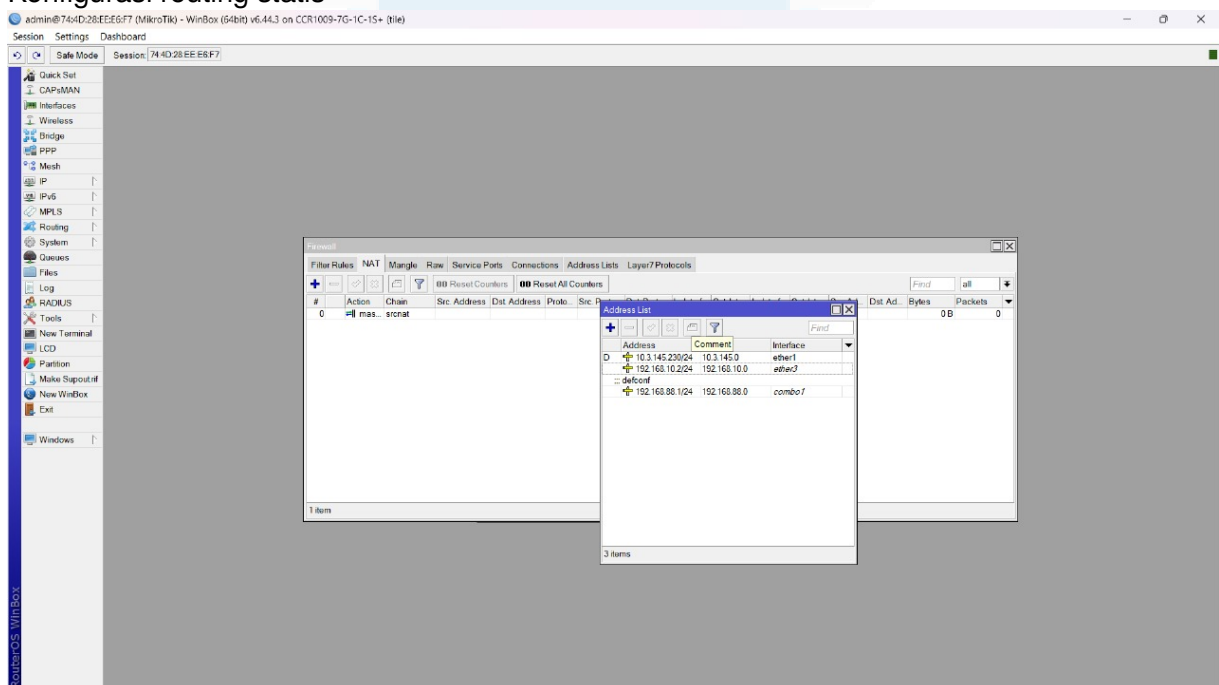 Konfigurasi routing statis
admin@74:4D:28:EE:E6:F7 (MikroTik) - WinBox (64bit) v6.44.3 on CCR1009-7G-1C-1S+ (tile)
Session Settings Dashboard
Safe Mode Session: 74:4D:28:EE:E6:F7
Quick Set
CAPsMAN
Interfaces
Wireless
Bridge
PPP
Mesh
IP
IPv6
MPLS
Routing
System
Queues
Files
Log
RADIUS
Tools
New Terminal
LCD
Partition
Make Supout.rif
New WinBox
Exit
Windows
RouterOS WinBox
Firewall
Filter Rules NAT Mangle Raw Service Ports Connections Address Lists Layer7 Protocols
00 Reset Counters 00 Reset All Counters Find all
# Action Chain Src. Address Dst. Address Proto... Dst. Ad... Bytes Packets
0 mas... srcnat 0 B 0
1 item
Address List
Find
Address Comment Interface
D 10.3.145.230/24 10.3.145.0 ether1
192.168.10.2/24 192.168.10.0 ether3
::: defconf
192.168.88.1/24 192.168.88.0 combo1
3 items